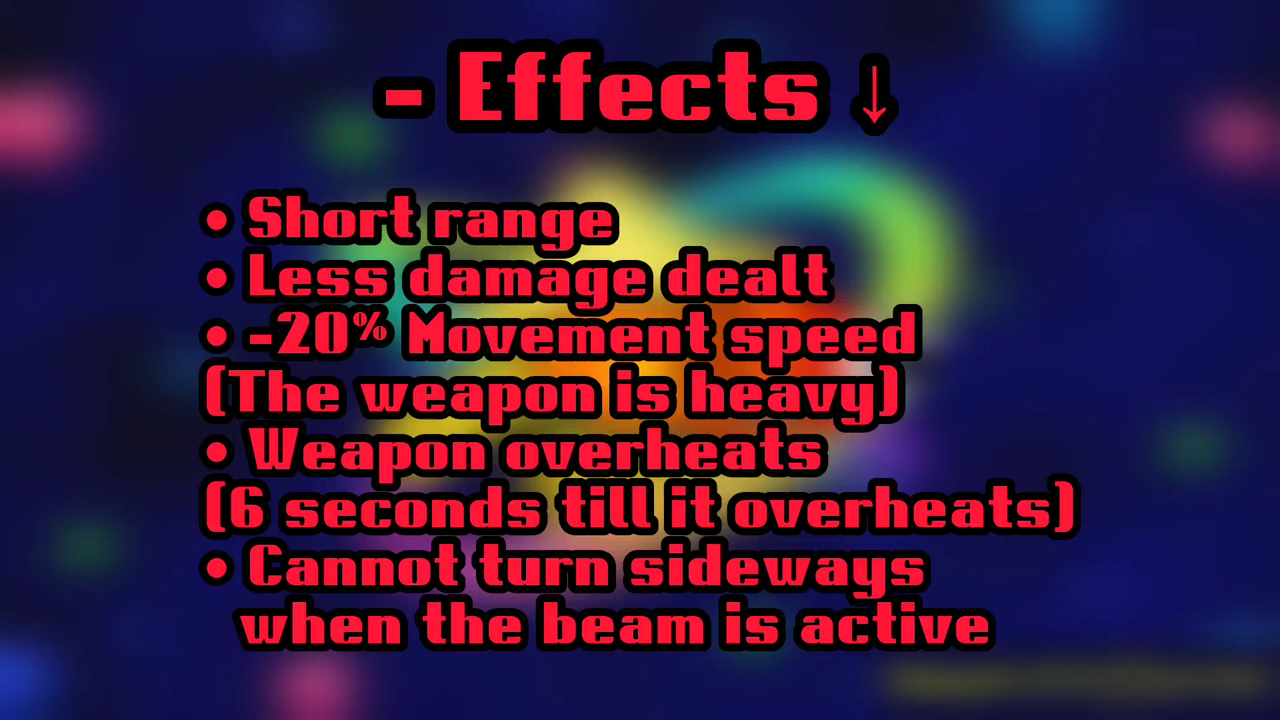 - Effects ↓
• Short range
• Less damage dealt
• -20% Movement speed
(The weapon is heavy)
• Weapon overheats
(6 seconds till it overheats)
• Cannot turn sideways
when the beam is active